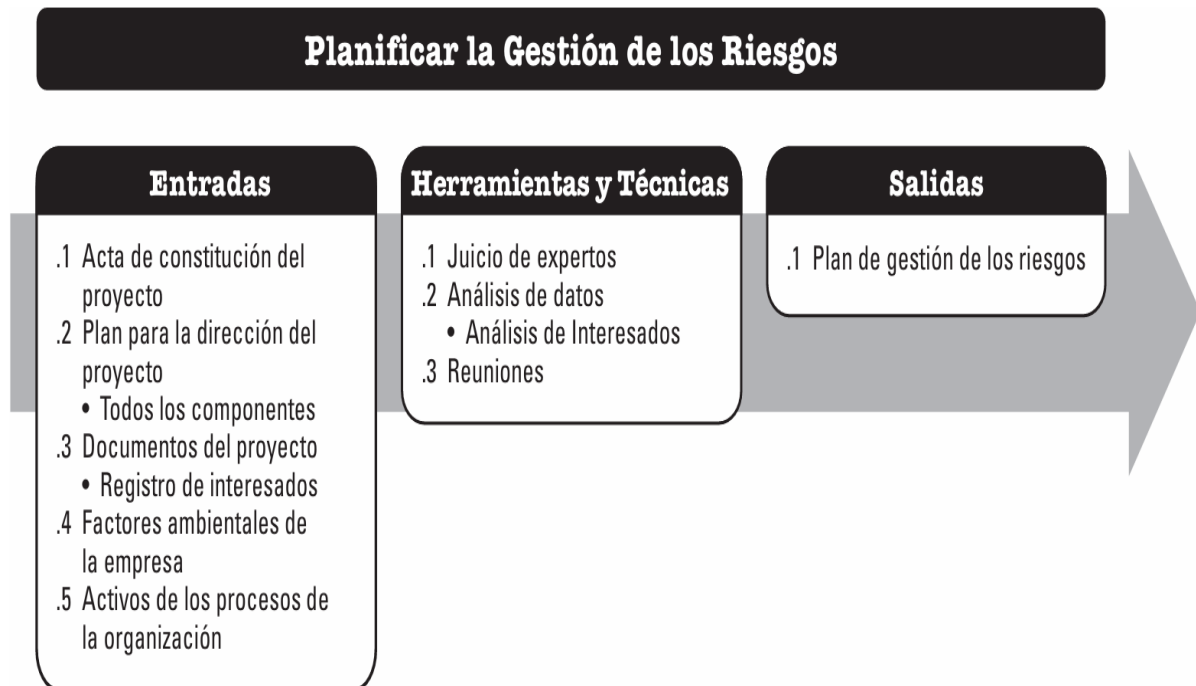 Planificar la Gestión de los Riesgos
Entradas
.1 Acta de constitución del
proyecto
.2 Plan para la dirección del
proyecto
• Todos los componentes
.3 Documentos del proyecto
• Registro de interesados
.4 Factores ambientales de
la empresa
.5 Activos de los procesos de
la organización
Herramientas y Técnicas
.1 Juicio de expertos
.2 Análisis de datos
• Análisis de Interesados
.3 Reuniones
Salidas
.1 Plan de gestión de los riesgos